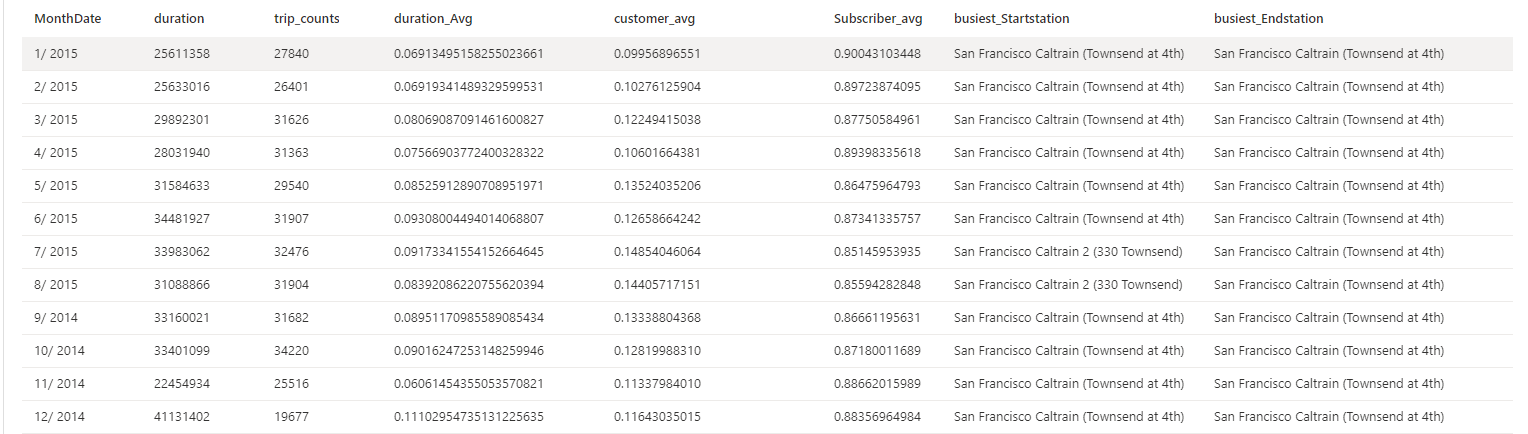 MonthDate duration trip_counts duration_Avg customer_avg Subscriber_avg busiest_Startstation busiest_Endstation
1/ 2015 25611358 27840 0.06913495158255023661 0.09956896551 0.90043103448 San Francisco Caltrain (Townsend at 4th) San Francisco Caltrain (Townsend at 4th)
2/ 2015 25633016 26401 0.06919341489329599531 0.10276125904 0.89723874095 San Francisco Caltrain (Townsend at 4th) San Francisco Caltrain (Townsend at 4th)
3/ 2015 29892301 31626 0.08069087091461600827 0.12249415038 0.87750584961 San Francisco Caltrain (Townsend at 4th) San Francisco Caltrain (Townsend at 4th)
4/ 2015 28031940 31363 0.07566903772400328322 0.10601664381 0.89398335618 San Francisco Caltrain (Townsend at 4th) San Francisco Caltrain (Townsend at 4th)
5/ 2015 31584633 29540 0.08525912890708951971 0.13524035206 0.86475964793 San Francisco Caltrain (Townsend at 4th) San Francisco Caltrain (Townsend at 4th)
6/ 2015 34481927 31907 0.09308004494014068807 0.12658664242 0.87341335757 San Francisco Caltrain (Townsend at 4th) San Francisco Caltrain (Townsend at 4th)
7/ 2015 33983062 32476 0.09173341554152664645 0.14854046064 0.85145953935 San Francisco Caltrain 2 (330 Townsend) San Francisco Caltrain (Townsend at 4th)
8/ 2015 31088866 31904 0.08392086220755620394 0.14405717151 0.85594282848 San Francisco Caltrain 2 (330 Townsend) San Francisco Caltrain (Townsend at 4th)
9/ 2014 33160021 31682 0.08951170985589085434 0.13338804368 0.86661195631 San Francisco Caltrain (Townsend at 4th) San Francisco Caltrain (Townsend at 4th)
10/ 2014 33401099 34220 0.09016247253148259946 0.12819988310 0.87180011689 San Francisco Caltrain (Townsend at 4th) San Francisco Caltrain (Townsend at 4th)
11/ 2014 22454934 25516 0.06061454355053570821 0.11337984010 0.88662015989 San Francisco Caltrain (Townsend at 4th) San Francisco Caltrain (Townsend at 4th)
12/ 2014 41131402 19677 0.11102954735131225635 0.11643035015 0.88356964984 San Francisco Caltrain (Townsend at 4th) San Francisco Caltrain (Townsend at 4th)